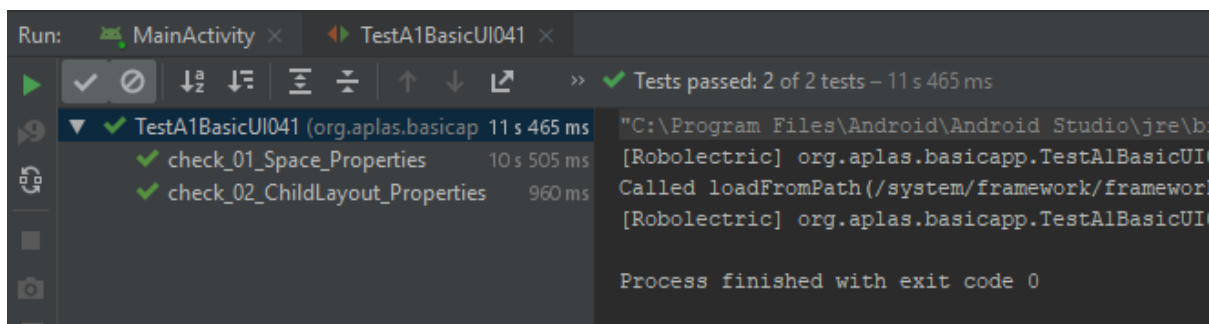 Run: MainActivity TestA1BasicUI041
Tests passed: 2 of 2 tests – 11 s 465 ms
TestA1BasicUI041 (org.aplas.basicap 11 s 465 ms
check_01_Space_Properties 10 s 505 ms
check_02_ChildLayout_Properties 960 ms
"C:\Program Files\Android\Android Studio\jre\b
[Robolectric] org.aplas.basicapp.TestA1BasicUI
Called loadFromPath(/system/framework/framewor
[Robolectric] org.aplas.basicapp.TestA1BasicUI
Process finished with exit code 0